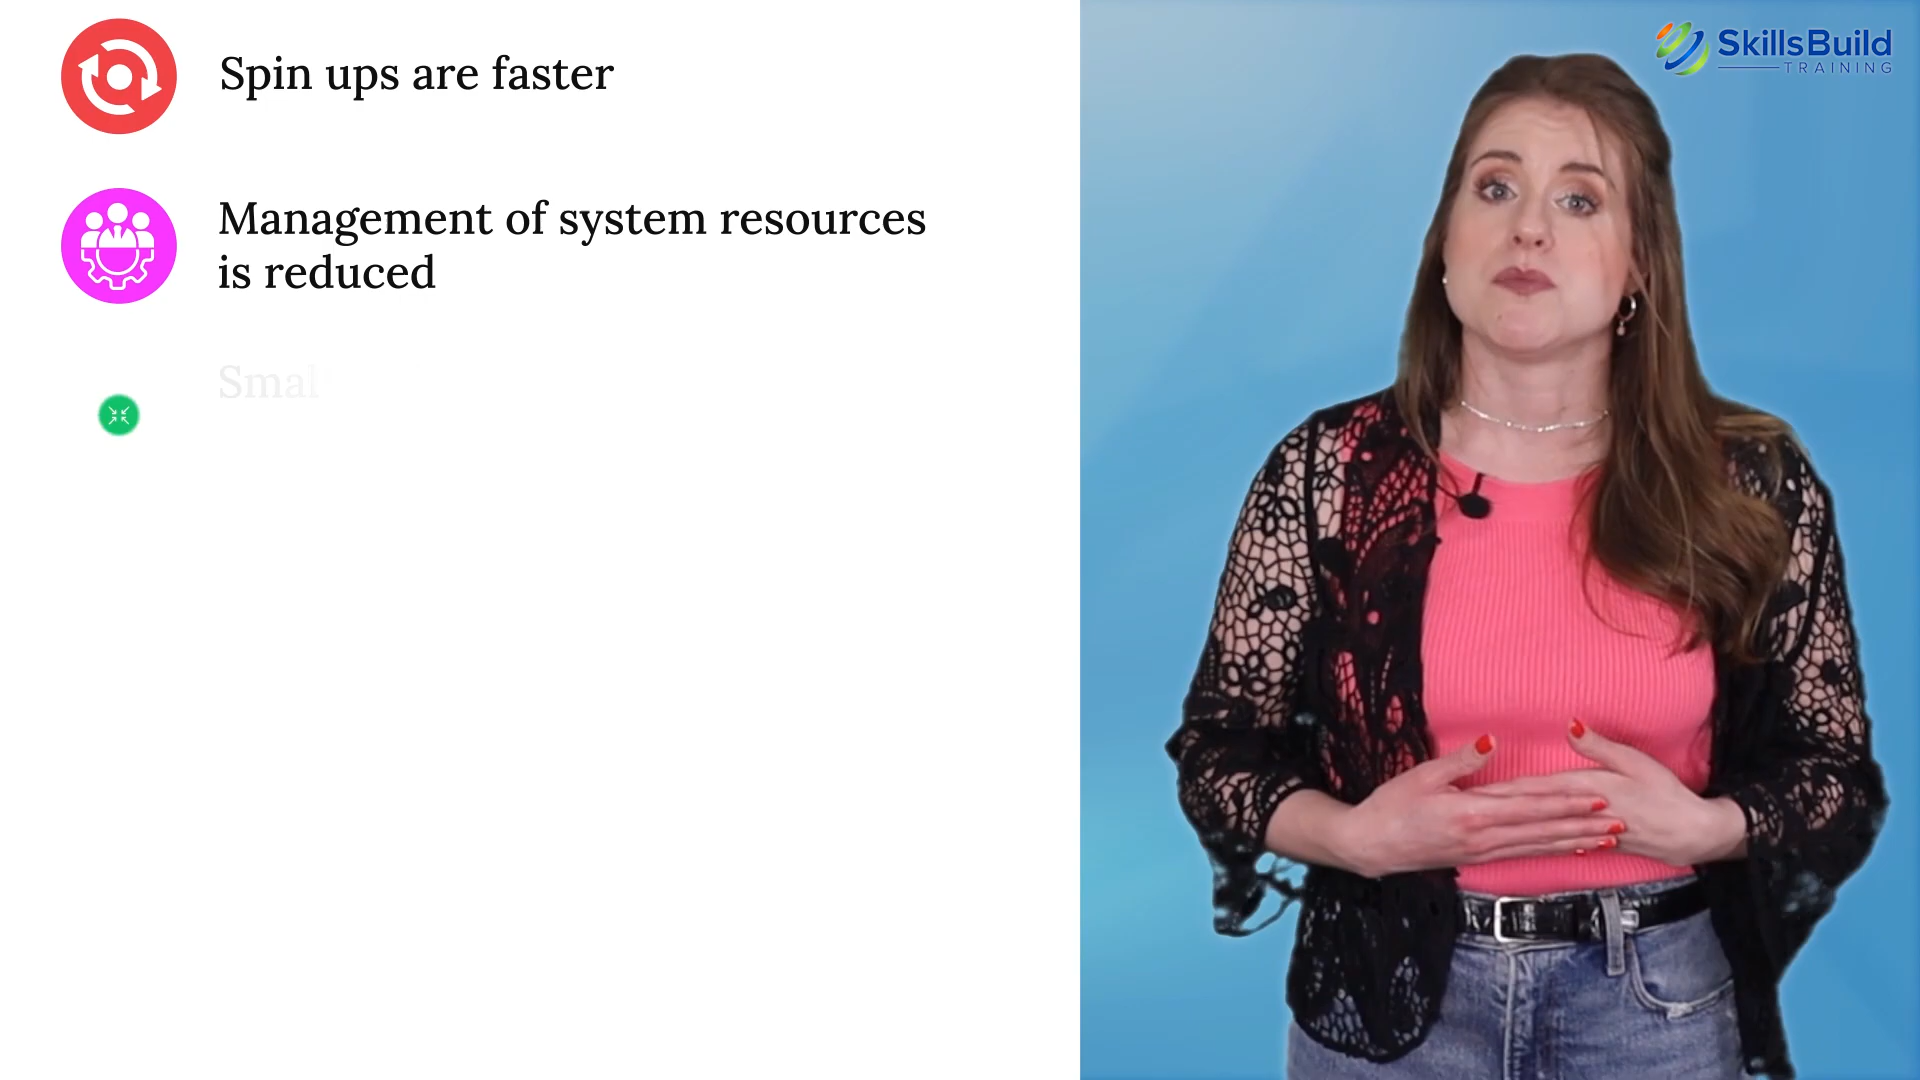 Spin ups are faster
Management of system resources
is reduced
Smal
SkillsBuild
TRAINING